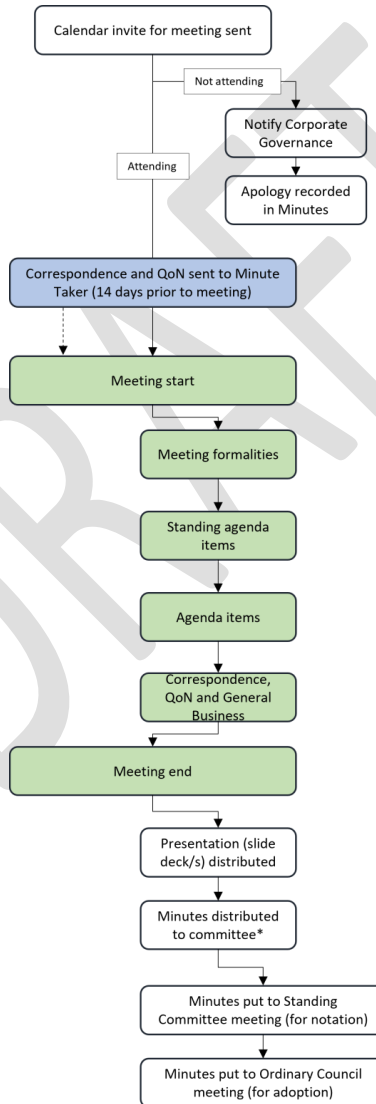 Calendar invite for meeting sent
Not attending
Notify Corporate
Governance
Attending
Apology recorded
in Minutes
Correspondence and QoN sent to Minute
Taker (14 days prior to meeting)
Meeting start
Meeting formalities
Standing agenda
items
Agenda items
Correspondence,
QoN and General
Business
Meeting end
Presentation (slide
deck/s) distributed
Minutes distributed
to committee*
Minutes put to Standing
Committee meeting (for notation)
Minutes put to Ordinary Council
meeting (for adoption)
DRAFT